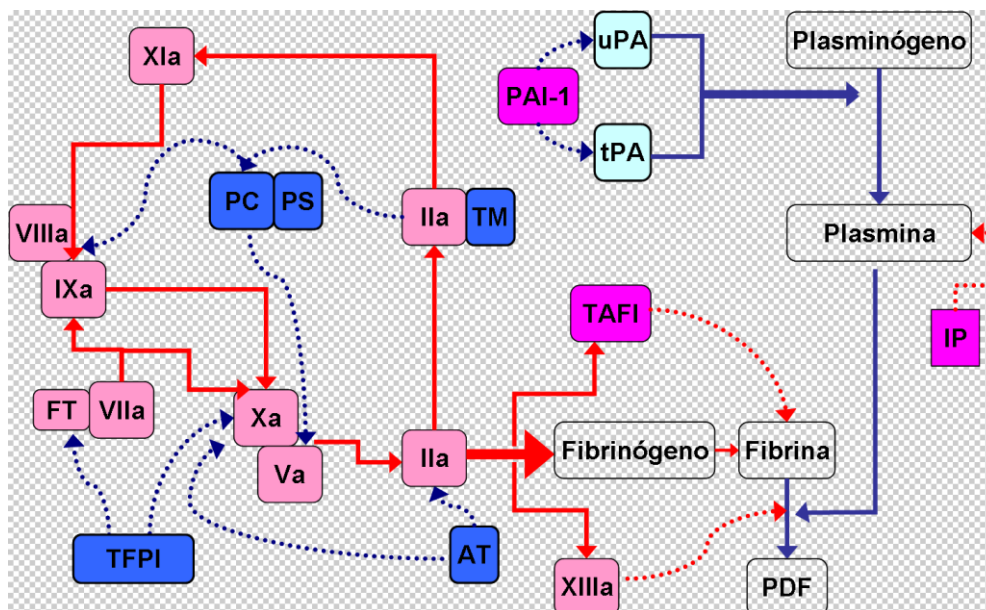 uPA
Plasminógeno
XIa
PAI-1
tPA
PC
PS
IIa
TM
VIIIa
Plasmina
IXa
TAFI
IP
FT
VIIa
Xa
IIa
Fibrinógeno
Fibrina
Va
TFPI
AT
XIIIa
PDF